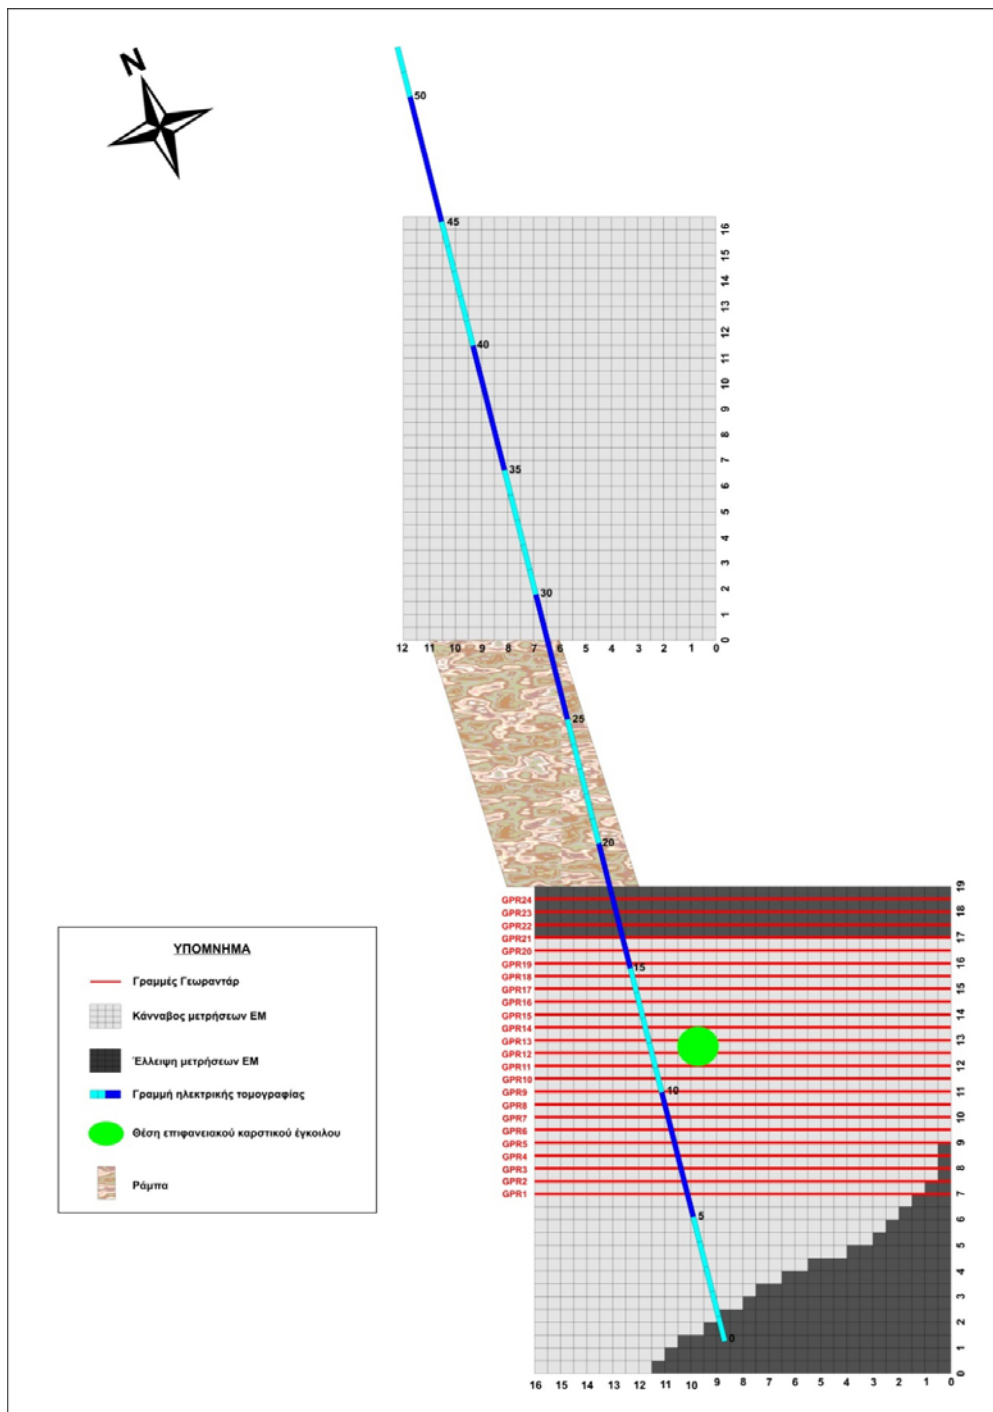 N
50
45
40
35
30
25
20
15
10
5
0
16
15
14
13
12
11
10
9
8
7
6
5
4
3
2
1
0
12 11 10 9 8 7 6 5 4 3 2 1 0
GPR24
GPR23
GPR22
GPR21
GPR20
GPR19
GPR18
GPR17
GPR16
GPR15
GPR14
GPR13
GPR12
GPR11
GPR10
GPR9
GPR8
GPR7
GPR6
GPR5
GPR4
GPR3
GPR2
GPR1
19
18
17
16
15
14
13
12
11
10
9
8
7
6
5
4
3
2
1
0
16 15 14 13 12 11 10 9 8 7 6 5 4 3 2 1 0
ΥΠΟΜΝΗΜΑ
Γραμμές Γεωραντάρ
Κάνναβος μετρήσεων ΕΜ
Έλλειψη μετρήσεων ΕΜ
Γραμμή ηλεκτρικής τομογραφίας
Θέση επιφανειακού καρστικού έγκοιλου
Ράμπα